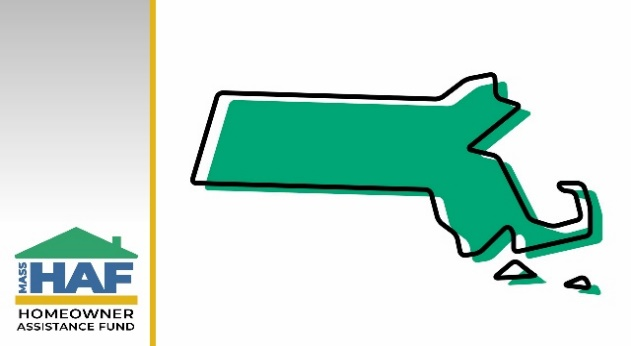 MASS
HAF
HOMEOWNER
ASSISTANCE FUND